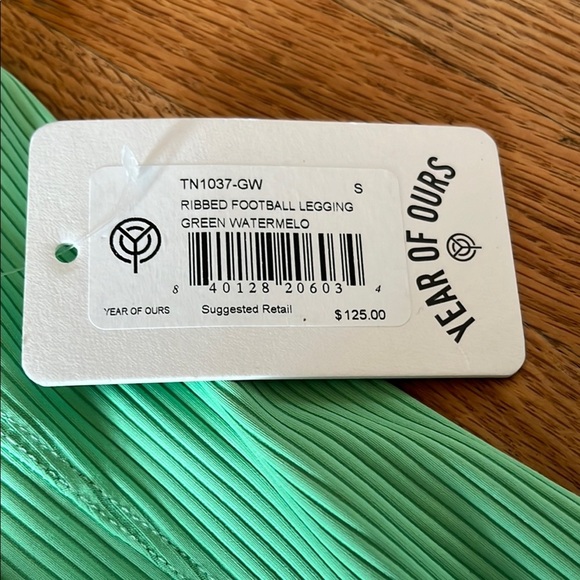 TN1037-GW S
RIBBED FOOTBALL LEGGING
GREEN WATERMELO
8 40128 20603 4
YEAR OF OURS Suggested Retail $125.00
YEAR OF OURS